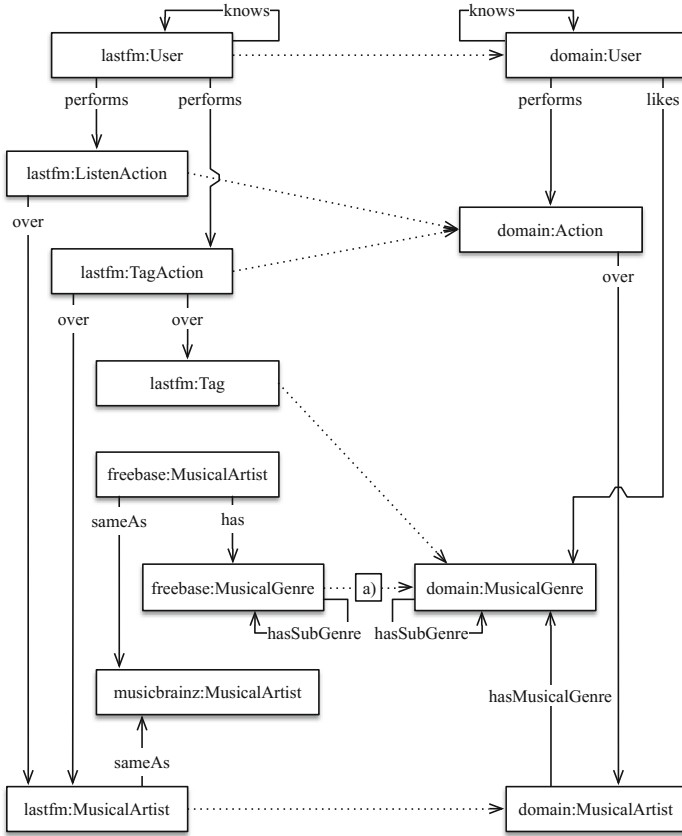 knows
knows
lastfm:User
domain:User
performs
performs
performs
likes
lastfm:ListenAction
over
domain:Action
lastfm:TagAction
over
over
over
lastfm:Tag
freebase:MusicalArtist
sameAs
has
freebase:MusicalGenre
a)
domain:MusicalGenre
hasSubGenre
hasSubGenre
musicbrainz:MusicalArtist
hasMusicalGenre
sameAs
lastfm:MusicalArtist
domain:MusicalArtist